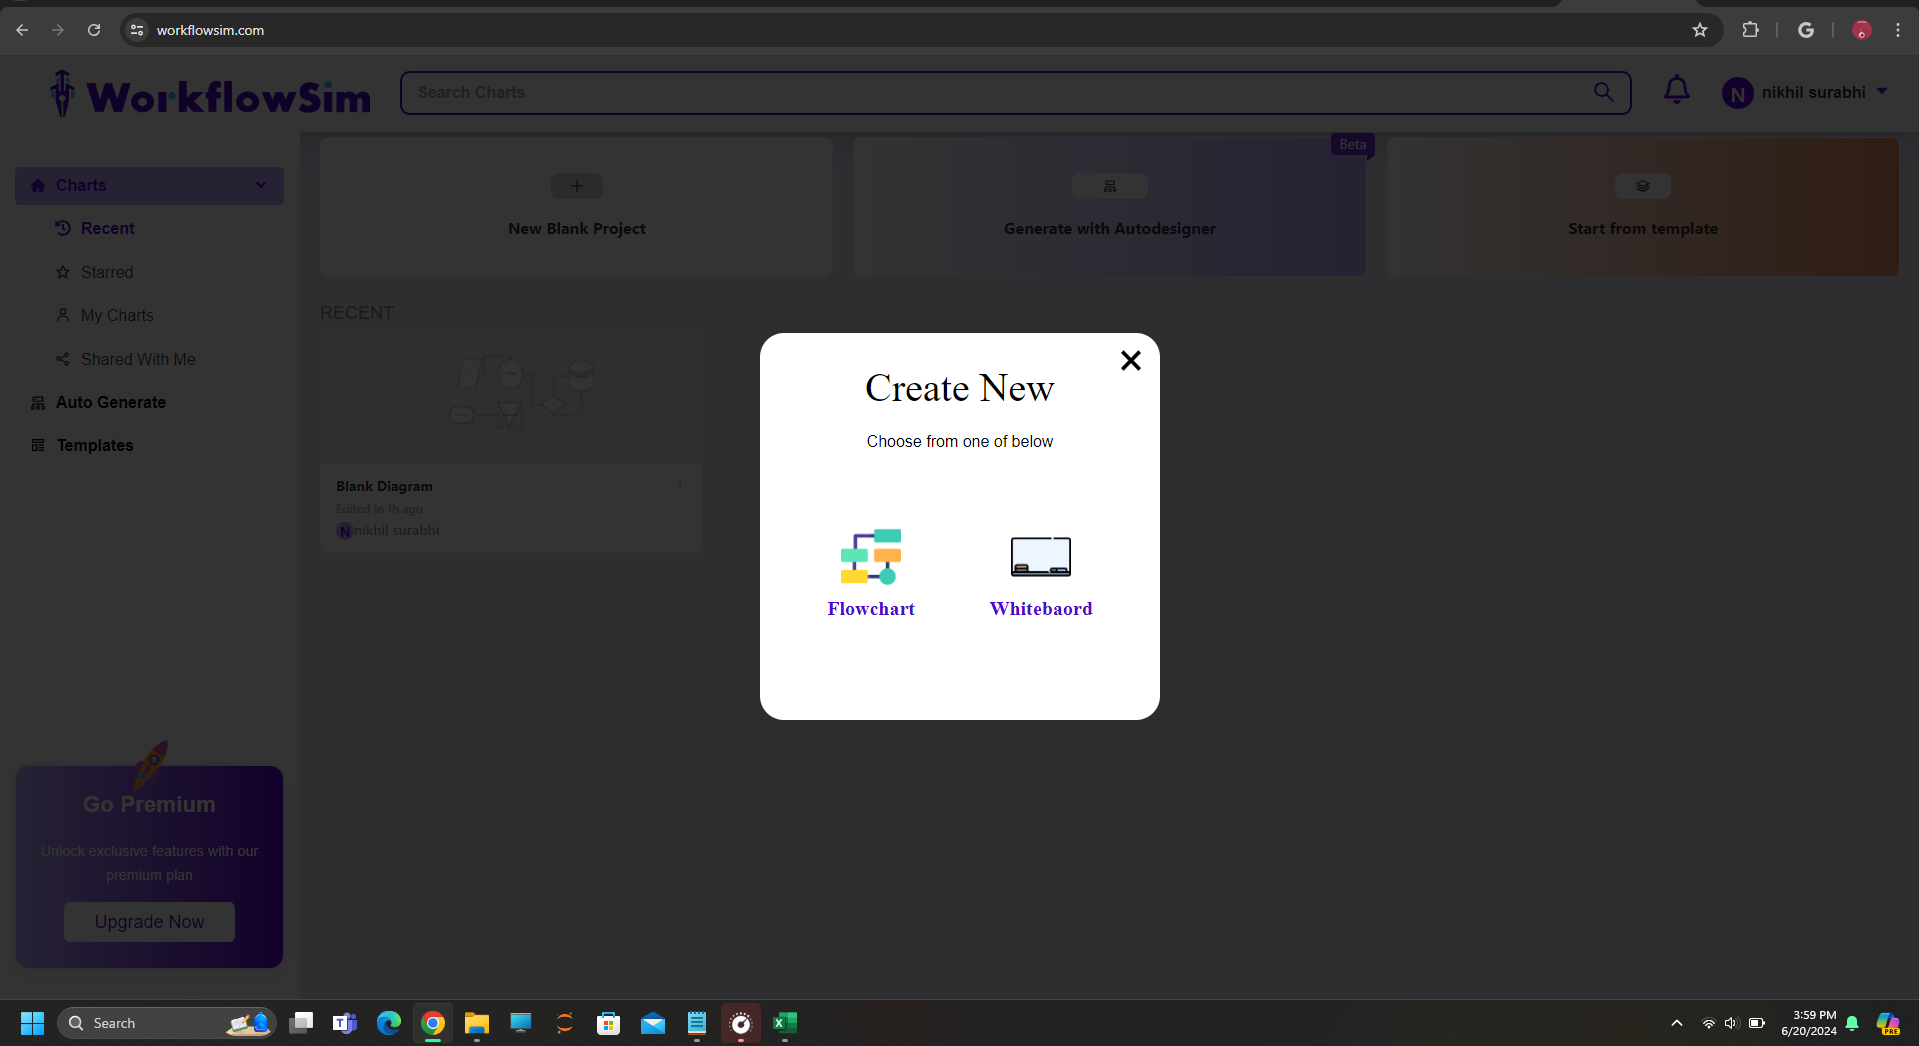 workflowsim.com
WorkflowSim
Search Charts
N nikhil surabhi
Charts
Recent
Starred
My Charts
Shared With Me
Auto Generate
Templates
New Blank Project
Beta
Generate with Autodesigner
Start from template
RECENT
Blank Diagram
Edited in 1h ago
N nikhil surabhi
Create New
Choose from one of below
Flowchart
Whitebaord
Go Premium
Unlock exclusive features with our
premium plan
Upgrade Now
Search
3:59 PM
6/20/2024
PRE